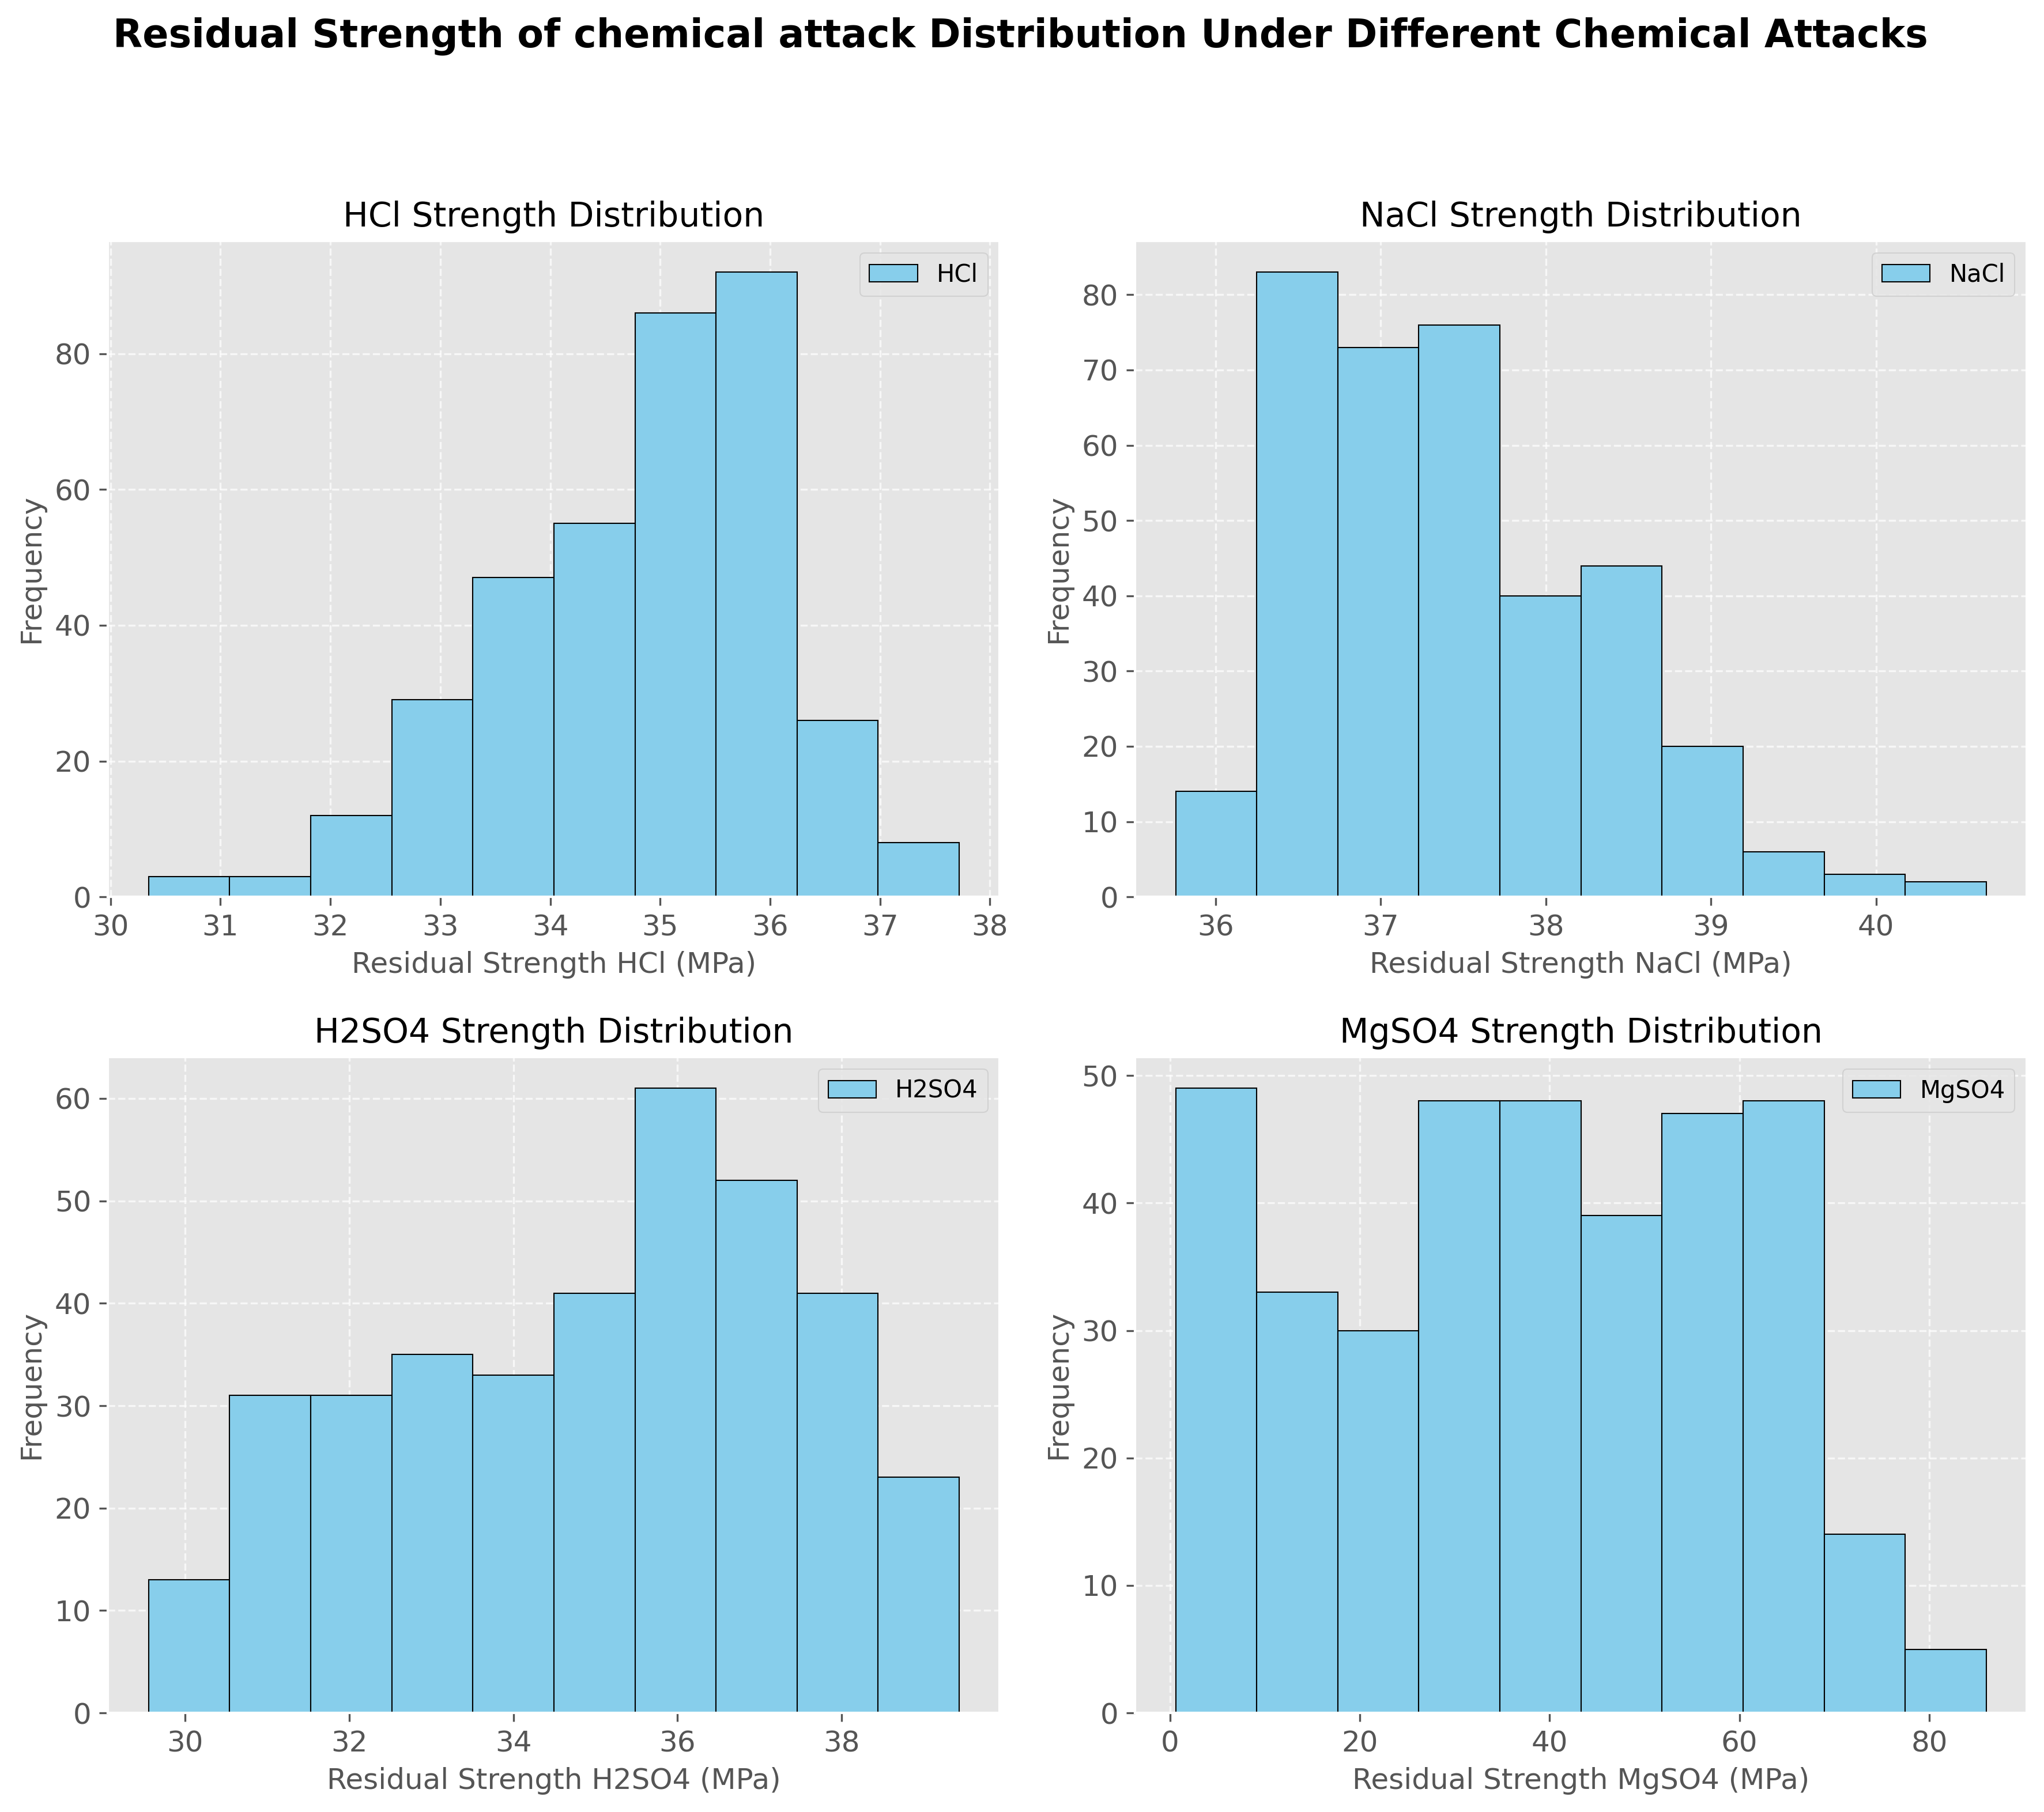 Residual Strength of chemical attack Distribution Under Different Chemical Attacks
HCl Strength Distribution
HCl
Frequency
80
60
40
20
0
30 31 32 33 34 35 36 37 38
Residual Strength HCl (MPa)
NaCl Strength Distribution
NaCl
Frequency
80
70
60
50
40
30
20
10
0
36 37 38 39 40
Residual Strength NaCl (MPa)
H2SO4 Strength Distribution
H2SO4
Frequency
60
50
40
30
20
10
0
30 32 34 36 38
Residual Strength H2SO4 (MPa)
MgSO4 Strength Distribution
MgSO4
Frequency
50
40
30
20
10
0
0 20 40 60 80
Residual Strength MgSO4 (MPa)